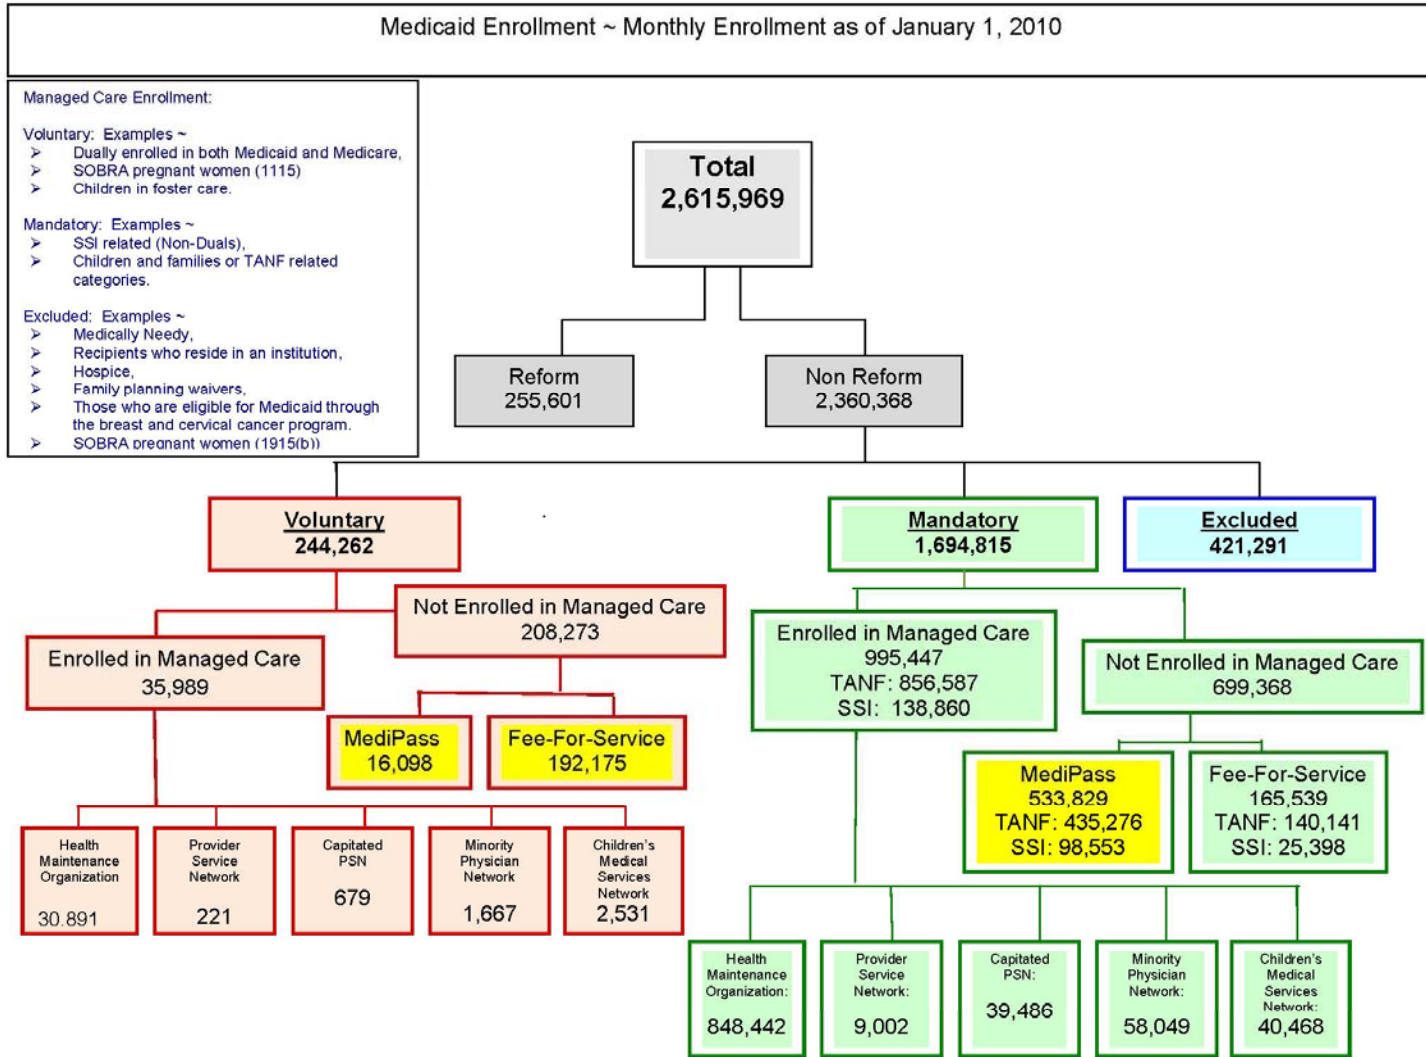 Medicaid Enrollment ~ Monthly Enrollment as of January 1, 2010
Managed Care Enrollment:
Voluntary: Examples ~
➢ Dually enrolled in both Medicaid and Medicare,
➢ SOBRA pregnant women (1115)
➢ Children in foster care.
Mandatory: Examples ~
➢ SSI related (Non-Duals),
➢ Children and families or TANF related
categories.
Excluded: Examples ~
➢ Medically Needy,
➢ Recipients who reside in an institution,
➢ Hospice,
➢ Family planning waivers,
➢ Those who are eligible for Medicaid through
the breast and cervical cancer program.
➢ SOBRA pregnant women (1915(b))
Total
2,615,969
Reform
255,601
Non Reform
2,360,368
Voluntary
244,262
Mandatory
1,694,815
Excluded
421,291
Not Enrolled in Managed Care
208,273
Enrolled in Managed Care
35,989
MediPass
16,098
Fee-For-Service
192,175
Health
Maintenance
Organization
30.891
Provider
Service
Network
221
Capitated
PSN
679
Minority
Physician
Network
1,667
Children's
Medical
Services
Network
2,531
Enrolled in Managed Care
995,447
TANF: 856,587
SSI: 138,860
Not Enrolled in Managed Care
699,368
MediPass
533,829
TANF: 435,276
SSI: 98,553
Fee-For-Service
165,539
TANF: 140,141
SSI: 25,398
Health
Maintenance
Organization:
848,442
Provider
Service
Network:
9,002
Capitated
PSN:
39,486
Minority
Physician
Network:
58,049
Children's
Medical
Services
Network:
40,468